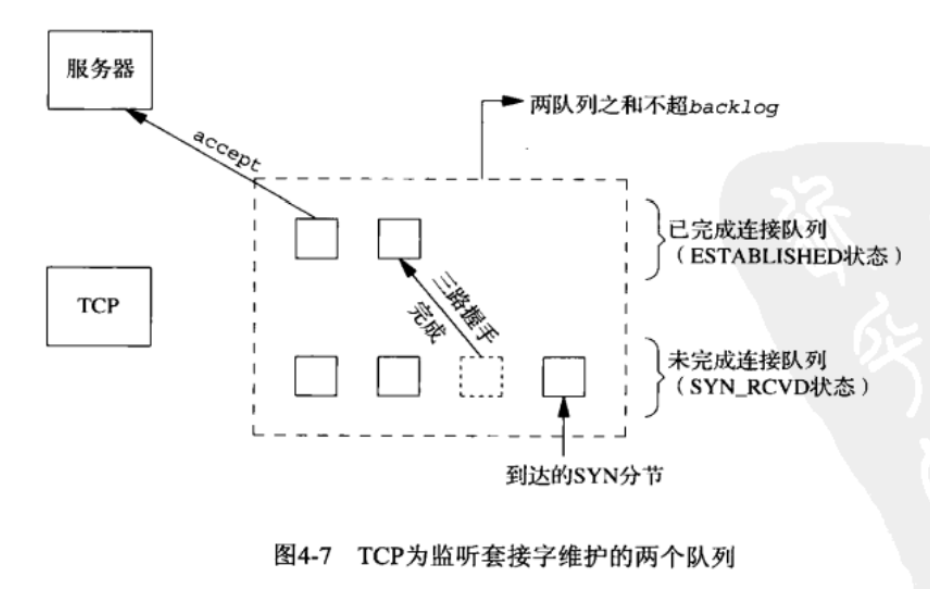 服务器
accept
两队列之和不超backlog
已完成连接队列
（ESTABLISHED状态）
TCP
三路握手
完成
未完成连接队列
（SYN_RCVD状态）
到达的SYN分节
图4-7 TCP为监听套接字维护的两个队列